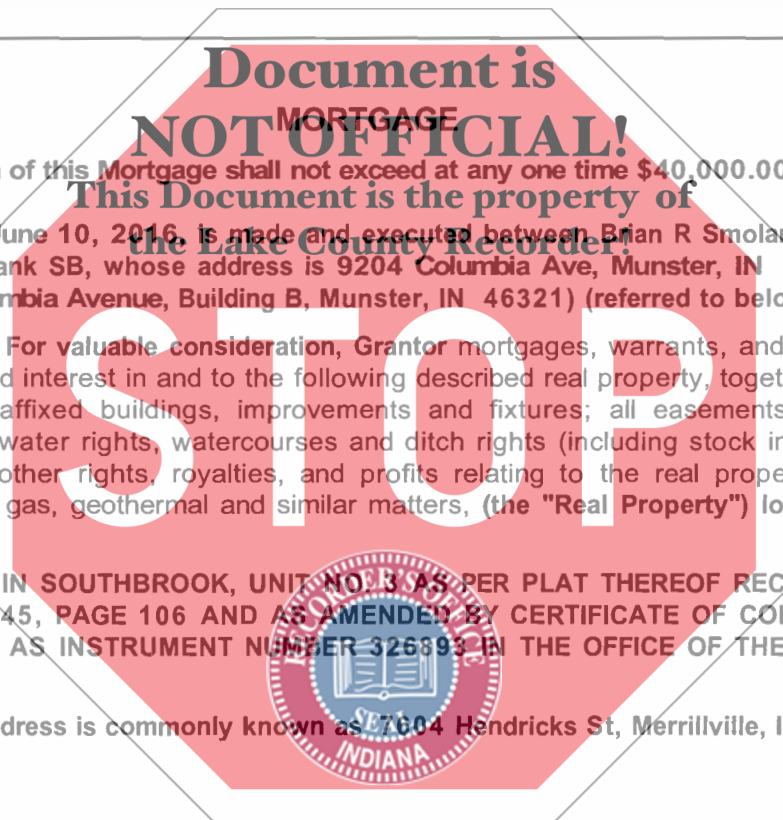 Document is
MORTGAGE
NOT OFFICIAL!
of this Mortgage shall not exceed at any one time $40,000.00
This Document is the property of
June 10, 2016, is made and executed between Brian R Smolar
the Lake County Recorder!
ank SB, whose address is 9204 Columbia Ave, Munster, IN
mbia Avenue, Building B, Munster, IN 46321) (referred to belo
For valuable consideration, Grantor mortgages, warrants, and
d interest in and to the following described real property, toget
affixed buildings, improvements and fixtures; all easements
water rights, watercourses and ditch rights (including stock in
other rights, royalties, and profits relating to the real prope
gas, geothermal and similar matters, (the "Real Property") lo
STOP
IN SOUTHBROOK, UNIT NO. 3 AS PER PLAT THEREOF REC
45, PAGE 106 AND AS AMENDED BY CERTIFICATE OF CO
AS INSTRUMENT NUMBER 326893 IN THE OFFICE OF THE
RECORDER'S OFFICE
SEAL
INDIANA
dress is commonly known as 7604 Hendricks St, Merrillville, I